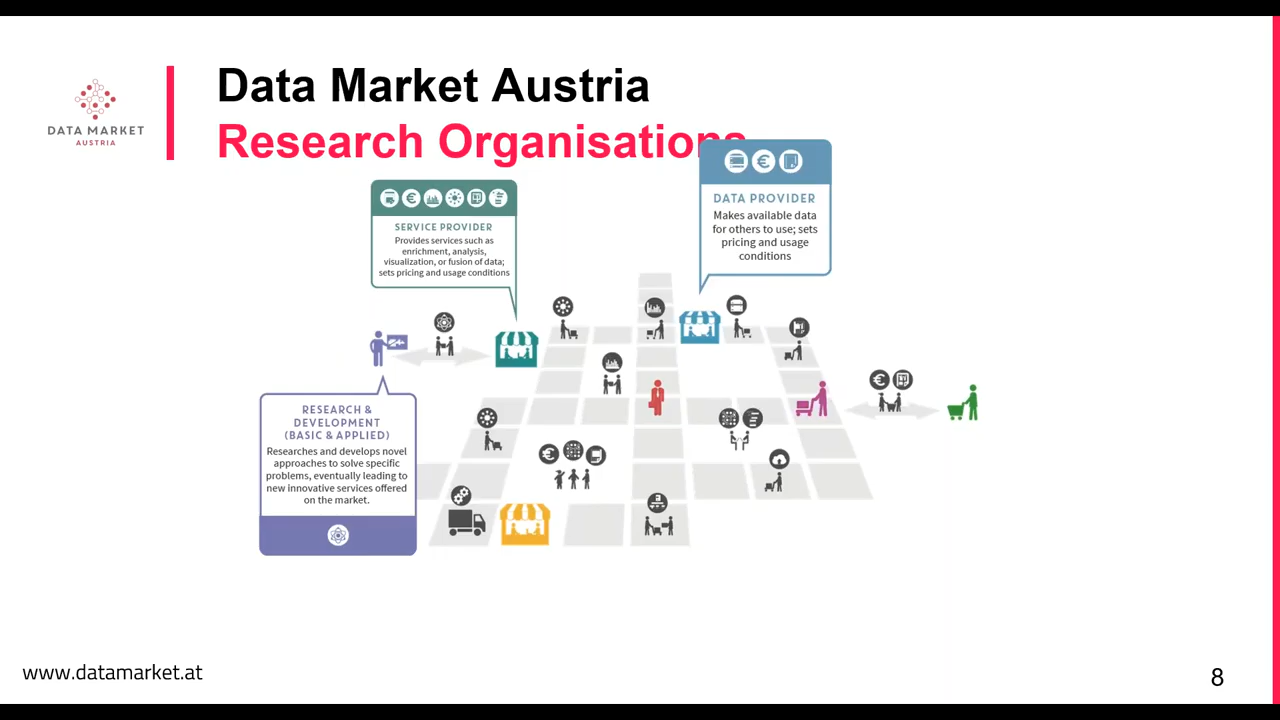 DATA MARKET
AUSTRIA
Data Market Austria
Research Organisations
SERVICE PROVIDER
Provides services such as
enrichment, analysis,
visualization, or fusion of data;
sets pricing and usage conditions
DATA PROVIDER
Makes available data
for others to use; sets
pricing and usage
conditions
RESEARCH &
DEVELOPMENT
(BASIC & APPLIED)
Researches and develops novel
approaches to solve specific
problems, eventually leading to
new innovative services offered
on the market.
www.datamarket.at
8